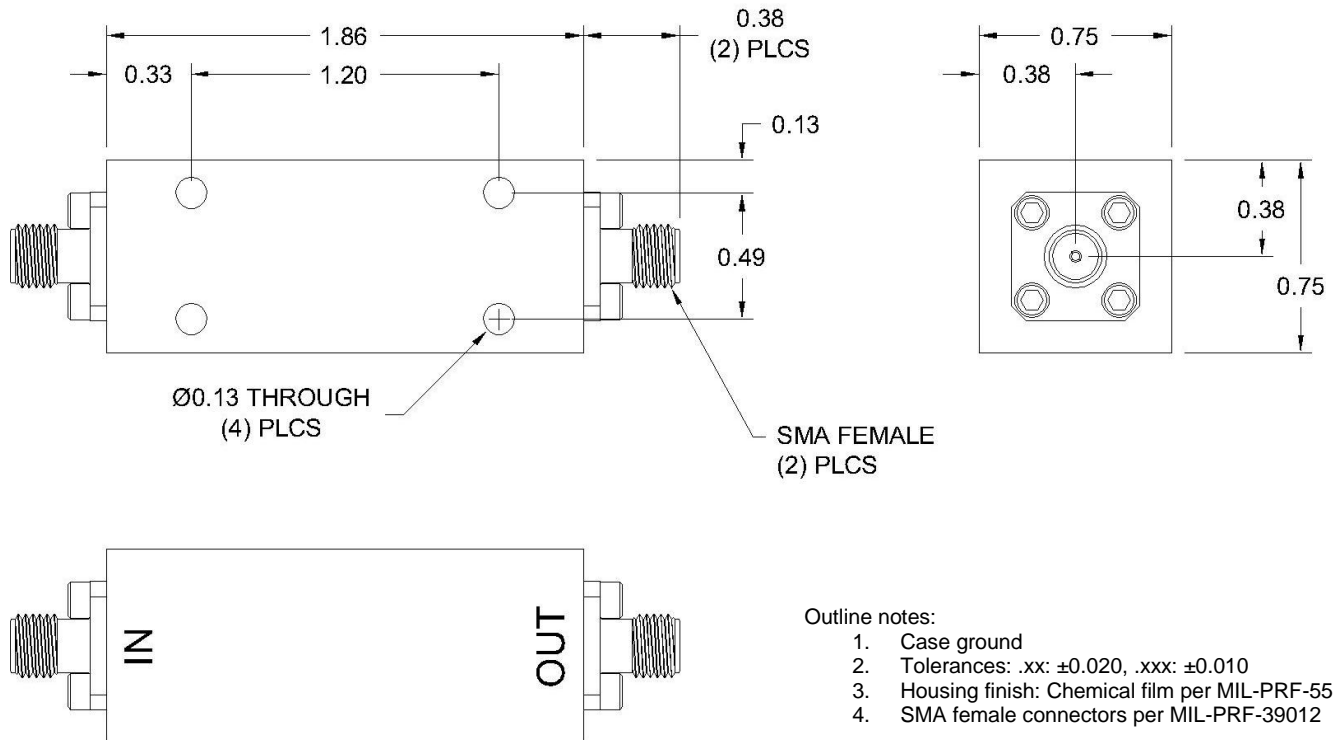 1.86
0.38
(2) PLCS
0.33
1.20
0.13
0.49
Ø0.13 THROUGH
(4) PLCS
SMA FEMALE
(2) PLCS
0.75
0.38
0.38
0.75
IN
OUT
Outline notes:
1. Case ground
2. Tolerances: .xx: ±0.020, .xxx: ±0.010
3. Housing finish: Chemical film per MIL-PRF-55
4. SMA female connectors per MIL-PRF-39012